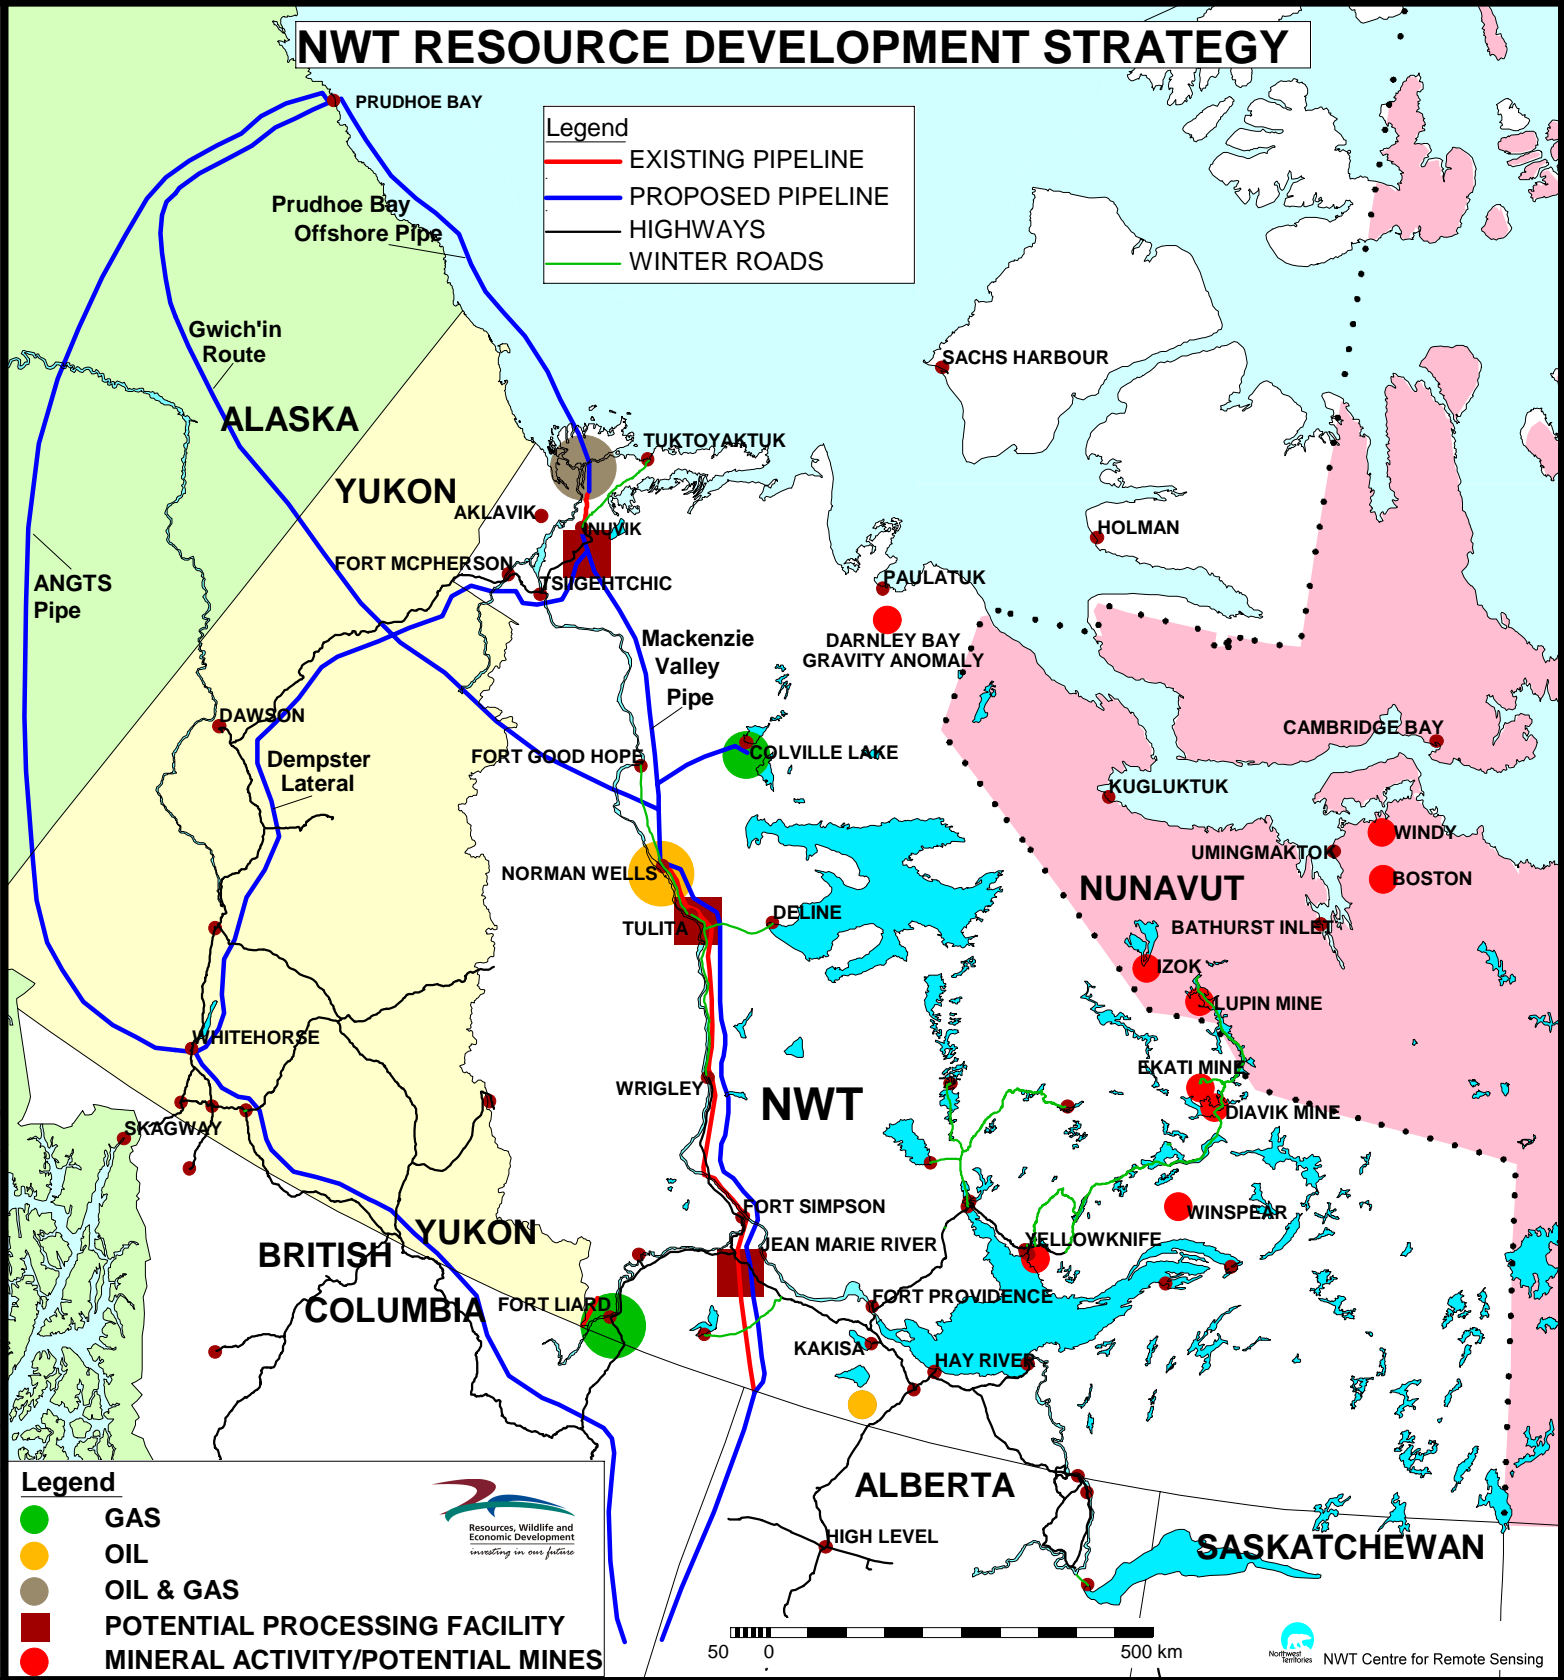 NWT RESOURCE DEVELOPMENT STRATEGY
PRUDHOE BAY
Legend
EXISTING PIPELINE
PROPOSED PIPELINE
HIGHWAYS
WINTER ROADS
Prudhoe Bay
Offshore Pipe
Gwich'in
Route
SACHS HARBOUR
ALASKA
TUKTOYAKTUK
YUKON
AKLAVIK
INUVIK
HOLMAN
FORT MCPHERSON
TSIIGEHTCHIC
PAULATUK
ANGTS
Pipe
DARNLEY BAY
GRAVITY ANOMALY
Mackenzie
Valley
Pipe
DAWSON
CAMBRIDGE BAY
Dempster
Lateral
FORT GOOD HOPE
COLVILLE LAKE
KUGLUKTUK
WINDY
UMINGMAKTOK
NORMAN WELLS
NUNAVUT
BOSTON
TULITA
DELINE
BATHURST INLET
IZOK
LUPIN MINE
WHITEHORSE
EKATI MINE
WRIGLEY
NWT
DIAVIK MINE
SKAGWAY
FORT SIMPSON
WINSPEAR
YUKON
BRITISH
COLUMBIA
JEAN MARIE RIVER
YELLOWKNIFE
FORT LIARD
FORT PROVIDENCE
KAKISA
HAY RIVER
ALBERTA
HIGH LEVEL
SASKATCHEWAN
Legend
GAS
OIL
OIL & GAS
POTENTIAL PROCESSING FACILITY
MINERAL ACTIVITY/POTENTIAL MINES
Resources, Wildlife and
Economic Development
investing in our future
50 0 500 km
Northwest
Territories
NWT Centre for Remote Sensing